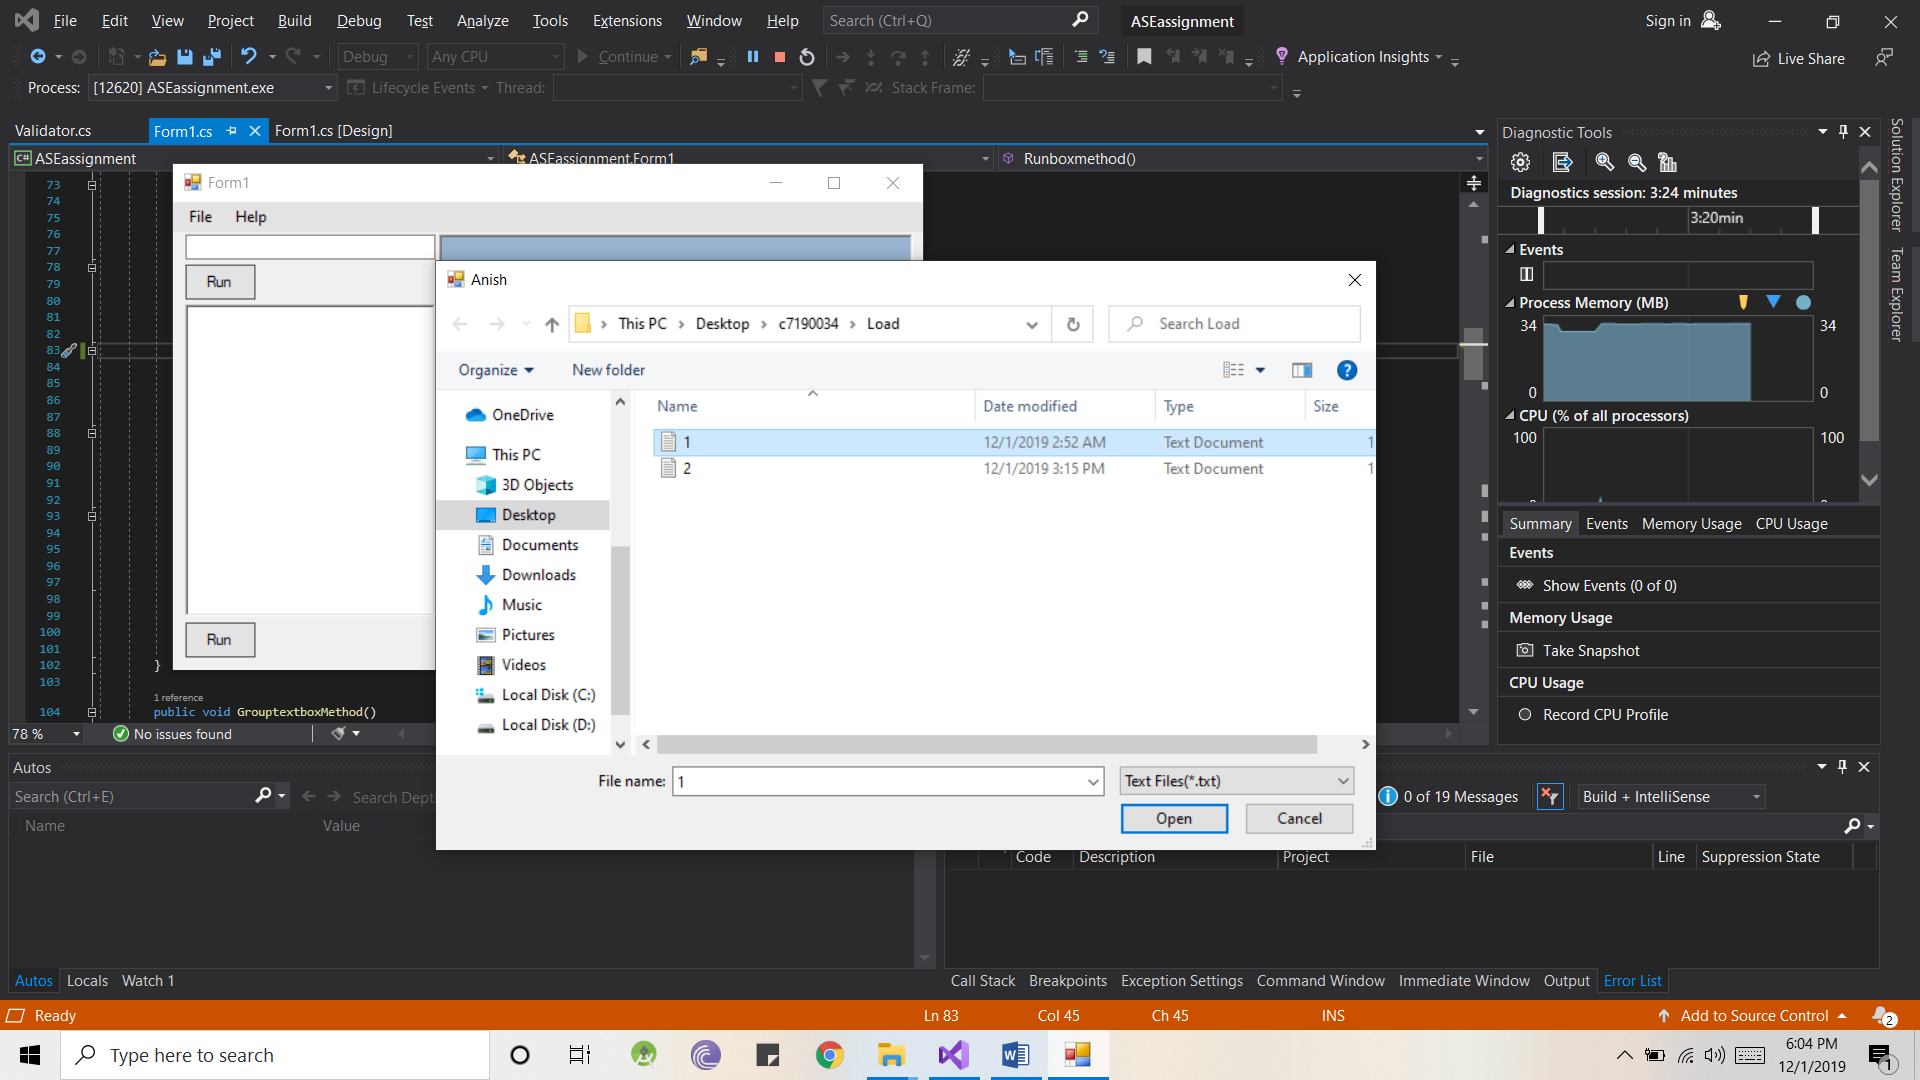 File Edit View Project Build Debug Test Analyze Tools Extensions Window Help Search (Ctrl+Q) ASEassignment Sign in
Debug Any CPU Continue Application Insights Live Share
Process: [12620] ASEassignment.exe Lifecycle Events Thread: Stack Frame:
Validator.cs Form1.cs Form1.cs [Design]
C# ASEassignment ASEassignment.Form1 Runboxmethod()
73
74
75
76
77
78
79
80
81
82
83
84
85
86
87
88
89
90
91
92
93
94
95
96
97
98
99
100
101
102 }
103
1 reference
104 public void GrouptextboxMethod()
78 % No issues found
Form1
File Help
Run
Run
Anish
This PC Desktop c7190034 Load Search Load
Organize New folder
OneDrive
This PC
3D Objects
Desktop
Documents
Downloads
Music
Pictures
Videos
Local Disk (C:)
Local Disk (D:)
Name Date modified Type Size
1 12/1/2019 2:52 AM Text Document 1
2 12/1/2019 3:15 PM Text Document 1
File name: 1 Text Files(*.txt)
Open Cancel
Diagnostic Tools
Diagnostics session: 3:24 minutes
3:20min
Events
Process Memory (MB)
34 34
0 0
CPU (% of all processors)
100 100
Summary Events Memory Usage CPU Usage
Events
Show Events (0 of 0)
Memory Usage
Take Snapshot
CPU Usage
Record CPU Profile
Solution Explorer
Team Explorer
Autos
Search (Ctrl+E) Search Dept
Name Value
0 of 19 Messages Build + IntelliSense
Code Description Project File Line Suppression State
Autos Locals Watch 1
Call Stack Breakpoints Exception Settings Command Window Immediate Window Output Error List
Ready Ln 83 Col 45 Ch 45 INS Add to Source Control 2
Type here to search
6:04 PM
12/1/2019
1